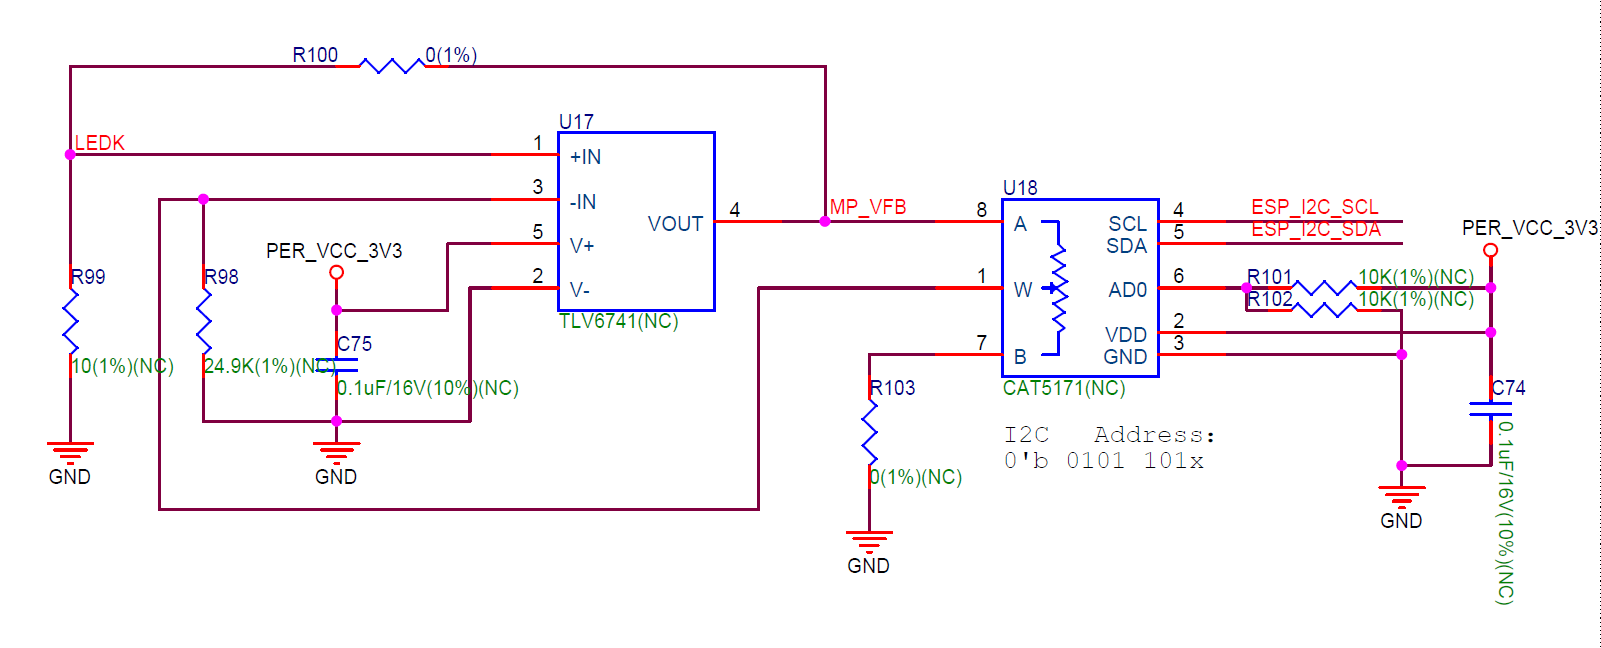 R100 0(1%)
LEDK
U17
1 +IN
3 -IN
5 V+
2 V-
VOUT 4
TLV6741(NC)
MP_VFB
PER_VCC_3V3
R99
10(1%)(NC)
R98
24.9K(1%)(NC)
C75
0.1uF/16V(10%)(NC)
GND
GND
U18
8 A
1 W
7 B
SCL 4
SDA 5
AD0 6
VDD 2
GND 3
CAT5171(NC)
ESP_I2C_SCL
ESP_I2C_SDA
PER_VCC_3V3
R101 10K(1%)(NC)
R102 10K(1%)(NC)
R103
0(1%)(NC)
GND
I2C Address:
0'b 0101 101x
C74
0.1uF/16V(10%)(NC)
GND